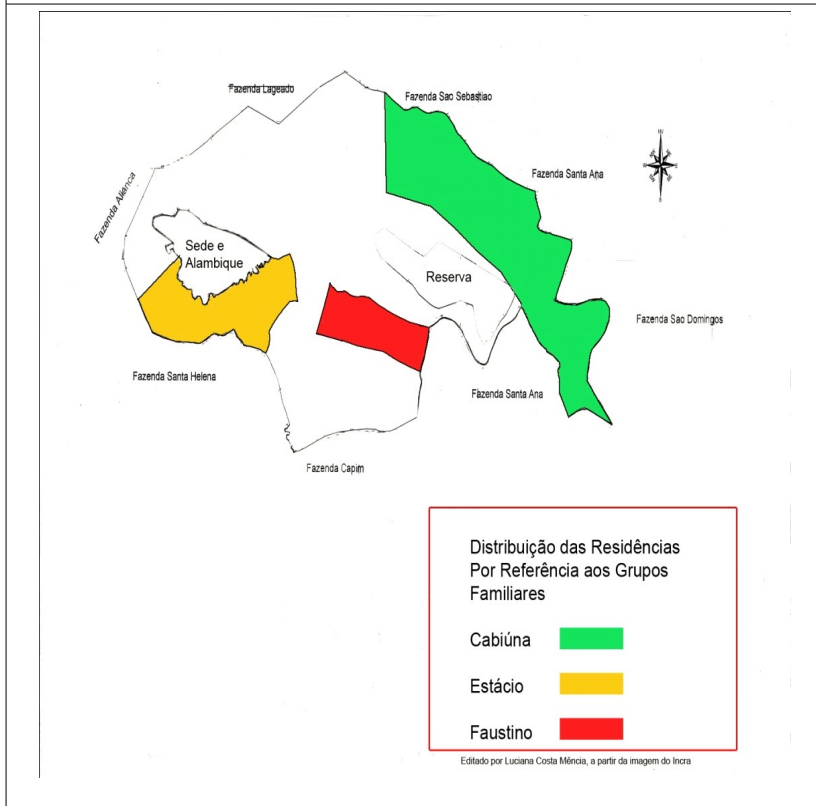 Fazenda Lageado
Fazenda Sao Sebastiao
Fazenda Santa Ana
Fazenda Alianca
Sede e
Alambique
Reserva
Fazenda Sao Domingos
Fazenda Santa Helena
Fazenda Santa Ana
Fazenda Capim
Distribuição das Residências
Por Referência aos Grupos
Familiares
Cabiúna
Estácio
Faustino
Editado por Luciana Costa Mência, a partir da imagem do Incra